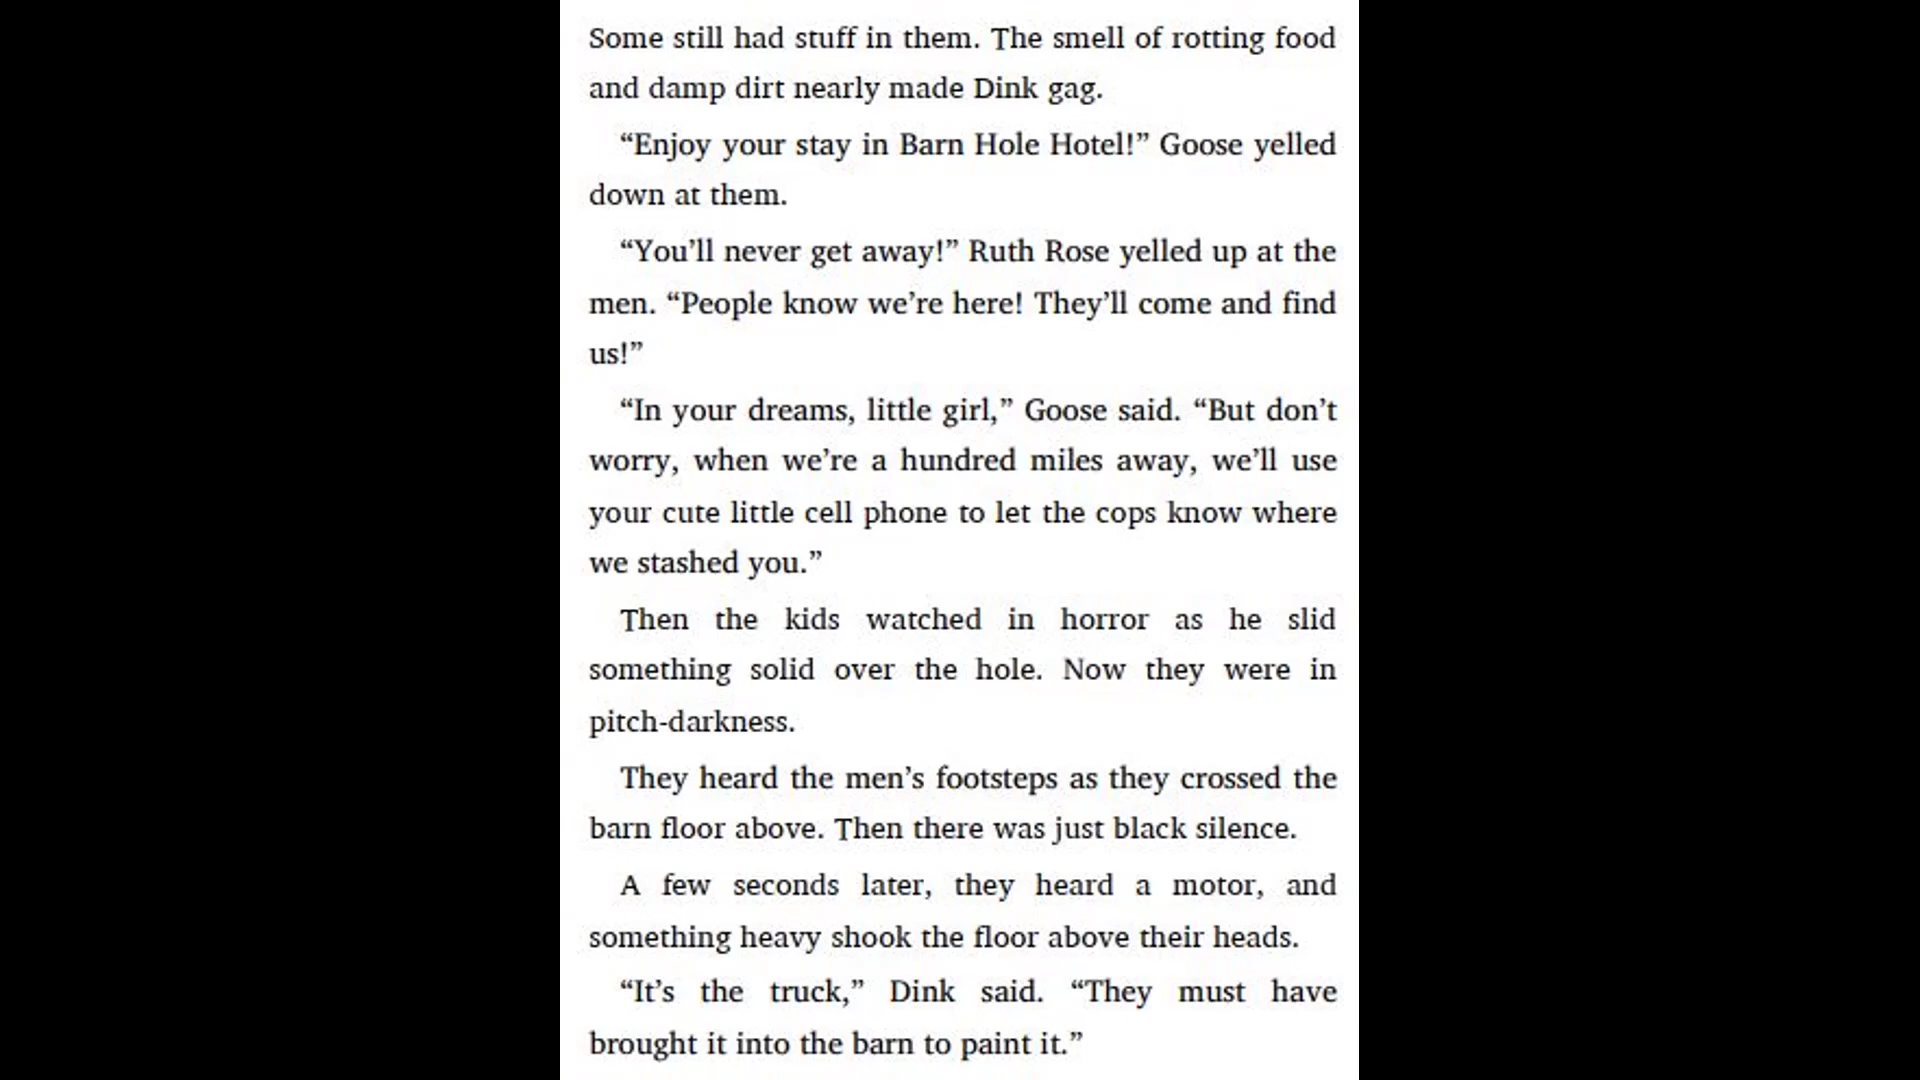 Some still had stuff in them. The smell of rotting food
and damp dirt nearly made Dink gag.
“Enjoy your stay in Barn Hole Hotel!” Goose yelled
down at them.
“You’ll never get away!” Ruth Rose yelled up at the
men. “People know we’re here! They’ll come and find
us!”
“In your dreams, little girl,” Goose said. “But don’t
worry, when we’re a hundred miles away, we’ll use
your cute little cell phone to let the cops know where
we stashed you.”
Then the kids watched in horror as he slid
something solid over the hole. Now they were in
pitch-darkness.
They heard the men’s footsteps as they crossed the
barn floor above. Then there was just black silence.
A few seconds later, they heard a motor, and
something heavy shook the floor above their heads.
“It’s the truck,” Dink said. “They must have
brought it into the barn to paint it.”